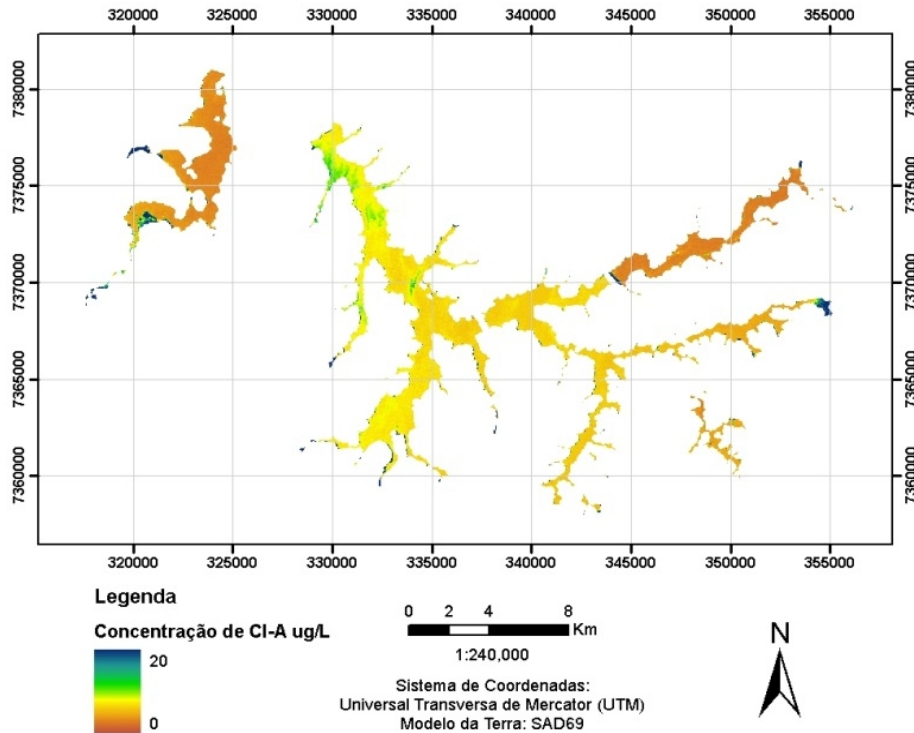 320000 325000 330000 335000 340000 345000 350000 355000
7380000 7380000
7375000 7375000
7370000 7370000
7365000 7365000
7360000 7360000
320000 325000 330000 335000 340000 345000 350000 355000
Legenda
Concentração de Cl-A ug/L
20
0
0 2 4 8
Km
1:240,000
Sistema de Coordenadas:
Universal Transversa de Mercator (UTM)
Modelo da Terra: SAD69
N